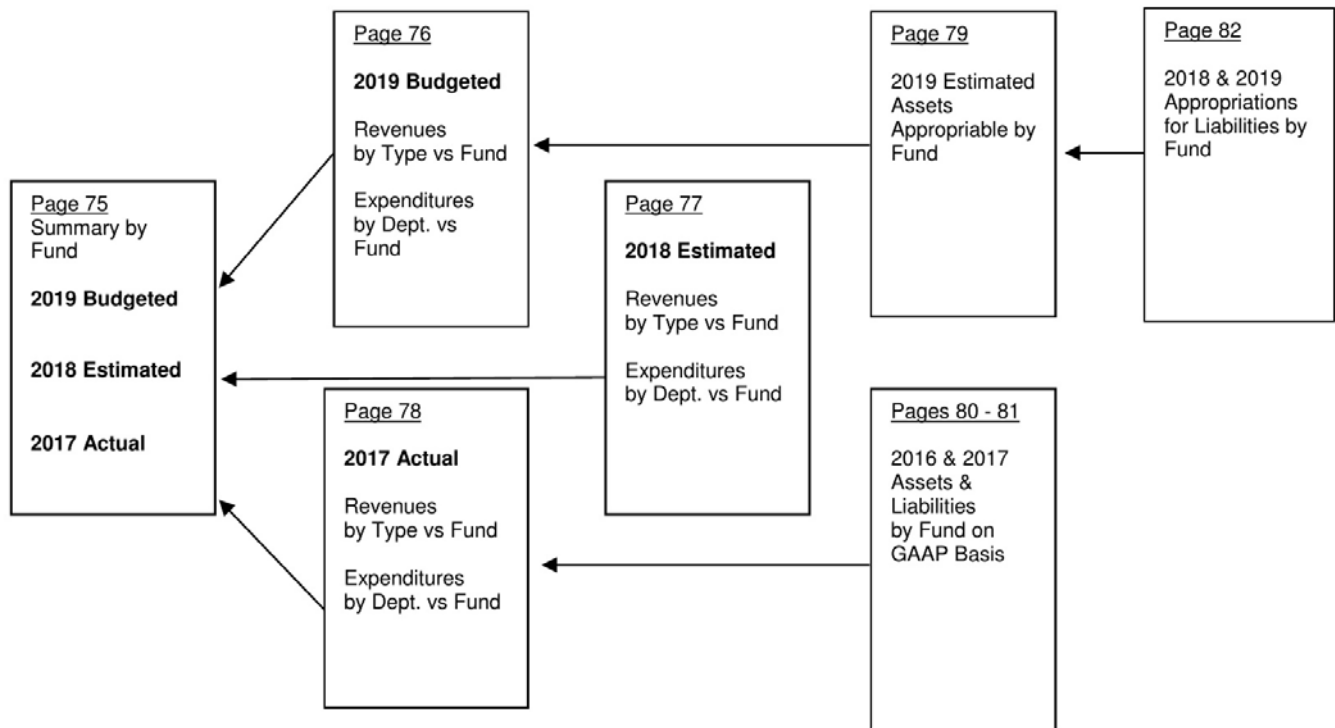 Page 76
2019 Budgeted
Revenues
by Type vs Fund
Expenditures
by Dept. vs
Fund
Page 79
2019 Estimated
Assets
Appropriable by
Fund
Page 82
2018 & 2019
Appropriations
for Liabilities by
Fund
Page 75
Summary by
Fund
2019 Budgeted
2018 Estimated
2017 Actual
Page 77
2018 Estimated
Revenues
by Type vs Fund
Expenditures
by Dept. vs Fund
Page 78
2017 Actual
Revenues
by Type vs Fund
Expenditures
by Dept. vs Fund
Pages 80 - 81
2016 & 2017
Assets &
Liabilities
by Fund on
GAAP Basis